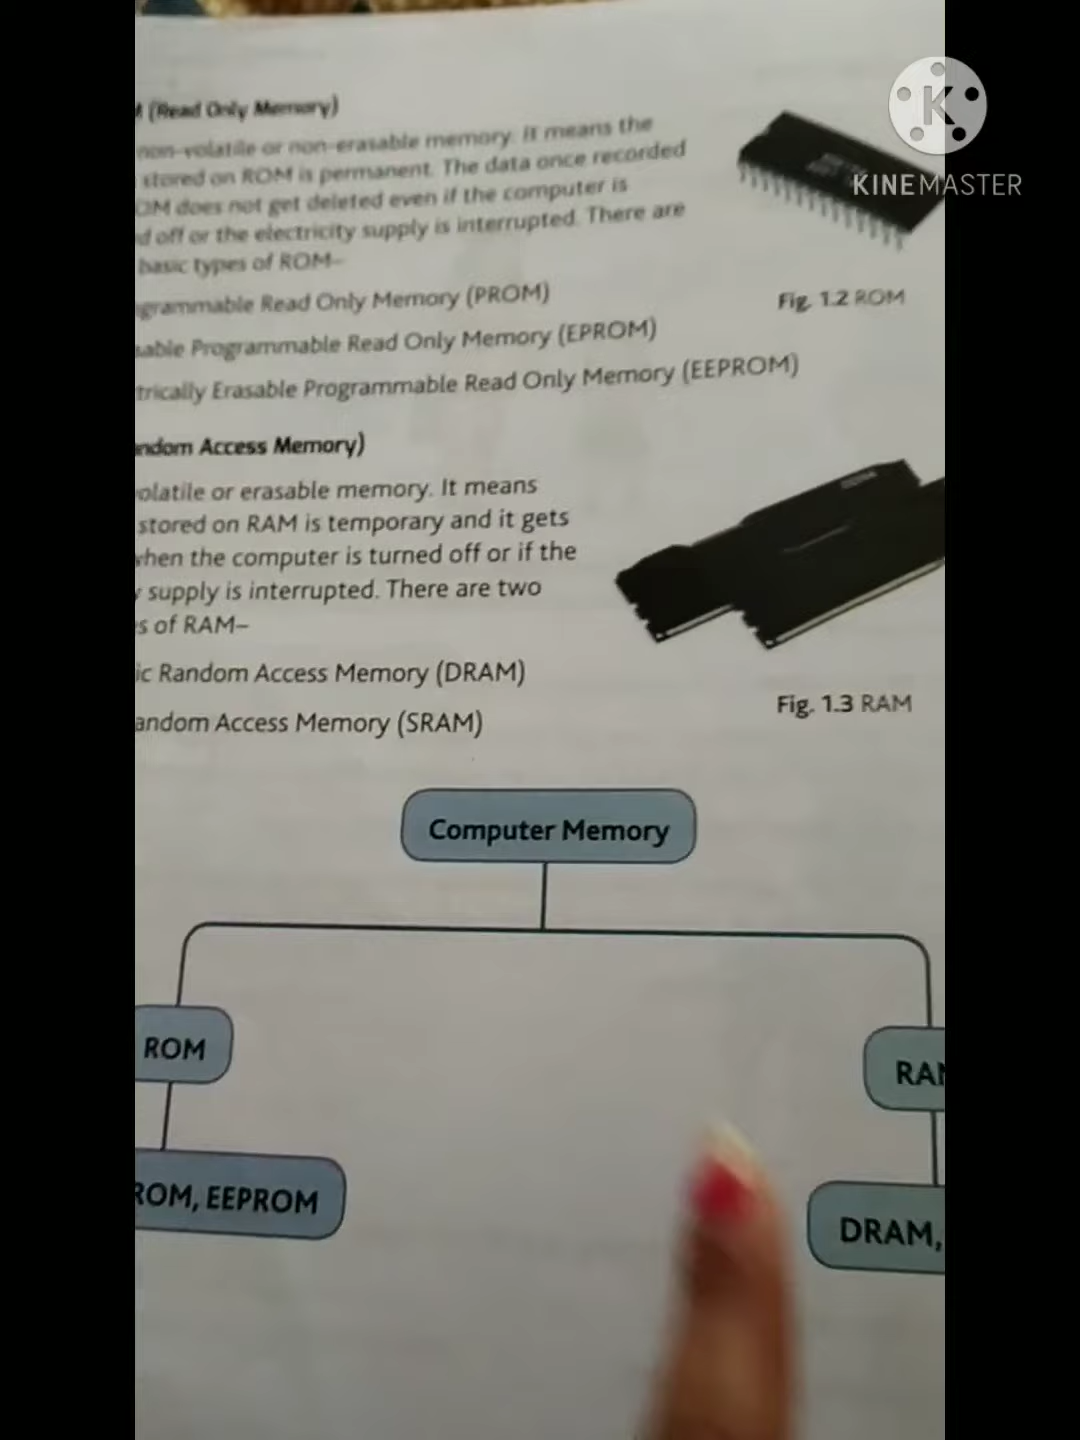 (Read Only Memory)
non-volatile or non-erasable memory. It means the
stored on ROM is permanent. The data once recorded
OM does not get deleted even if the computer is
d off or the electricity supply is interrupted. There are
basic types of ROM–
grammable Read Only Memory (PROM)
Fig. 1.2 ROM
sable Programmable Read Only Memory (EPROM)
trically Erasable Programmable Read Only Memory (EEPROM)
ndom Access Memory)
olatile or erasable memory. It means
stored on RAM is temporary and it gets
when the computer is turned off or if the
supply is interrupted. There are two
s of RAM–
ic Random Access Memory (DRAM)
Fig. 1.3 RAM
andom Access Memory (SRAM)
Computer Memory
ROM
RAM
ROM, EEPROM
DRAM,
K
KINEMASTER